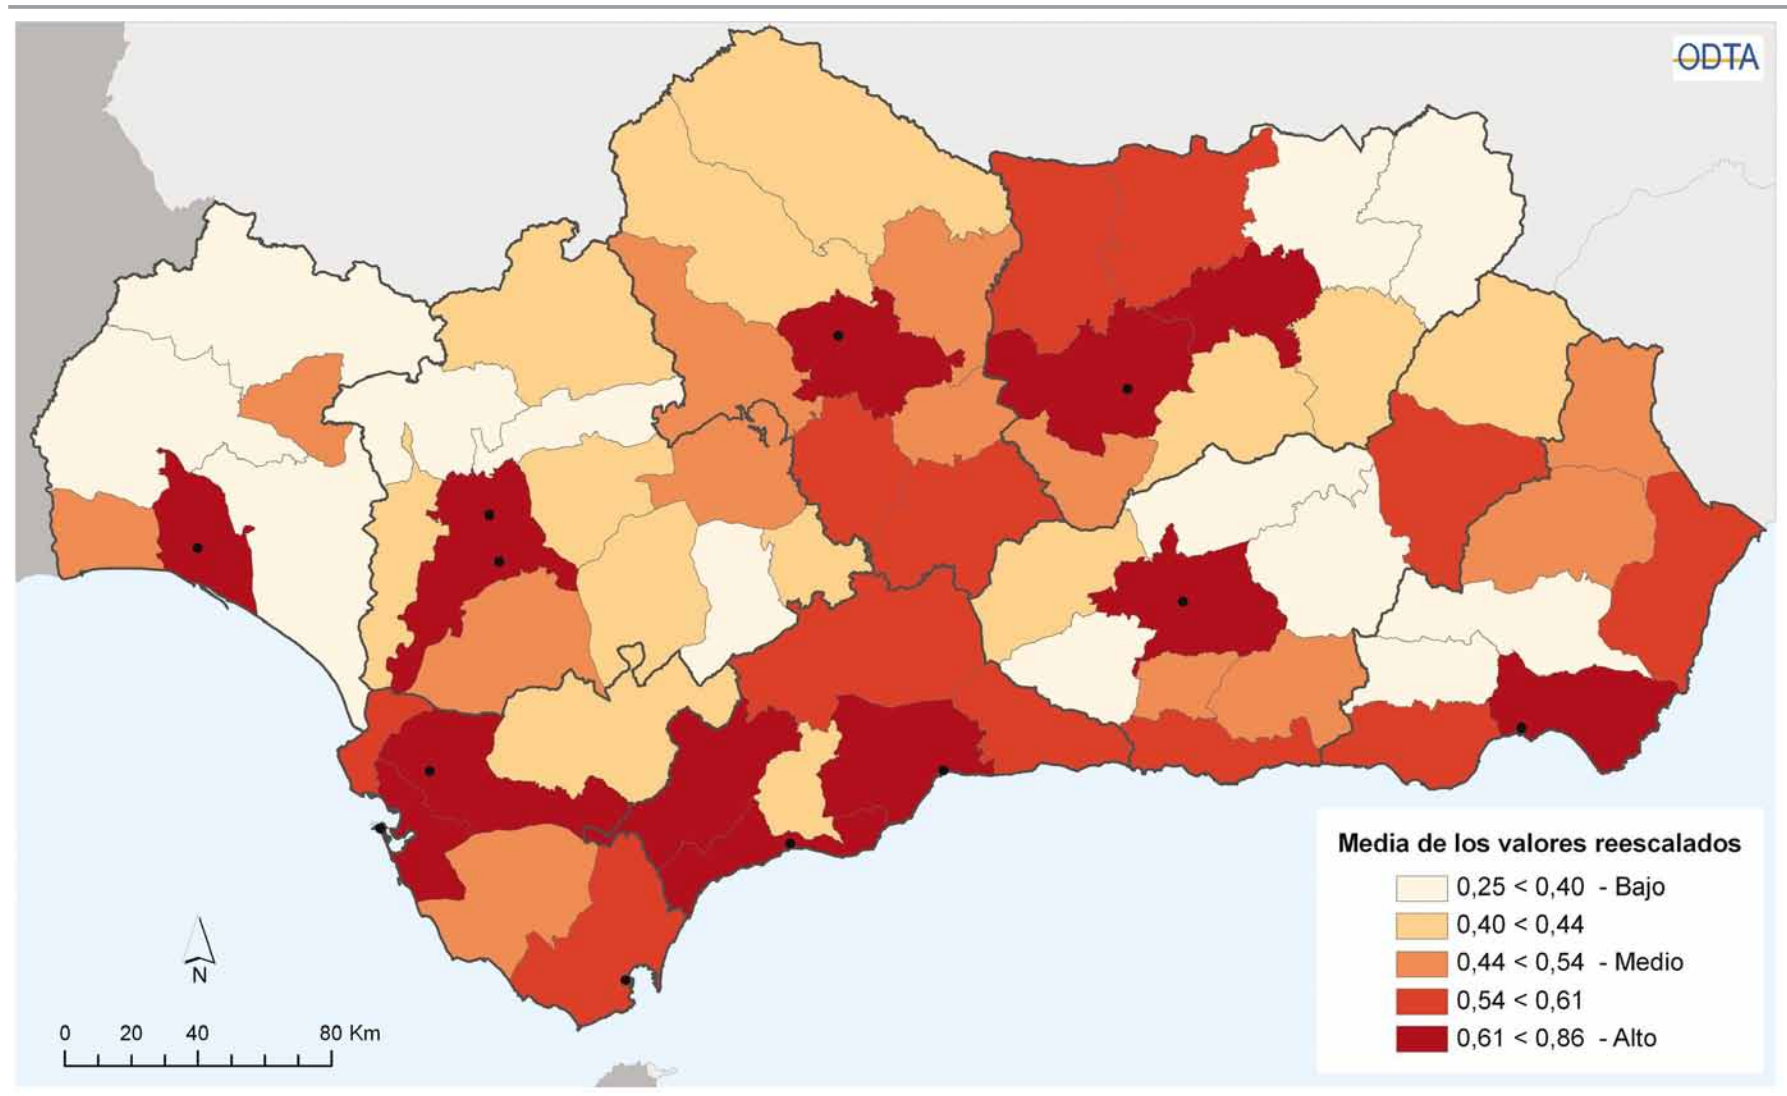 ODTA
Media de los valores reescalados
0,25 < 0,40 - Bajo
0,40 < 0,44
0,44 < 0,54 - Medio
0,54 < 0,61
0,61 < 0,86 - Alto
N
0 20 40 80 Km